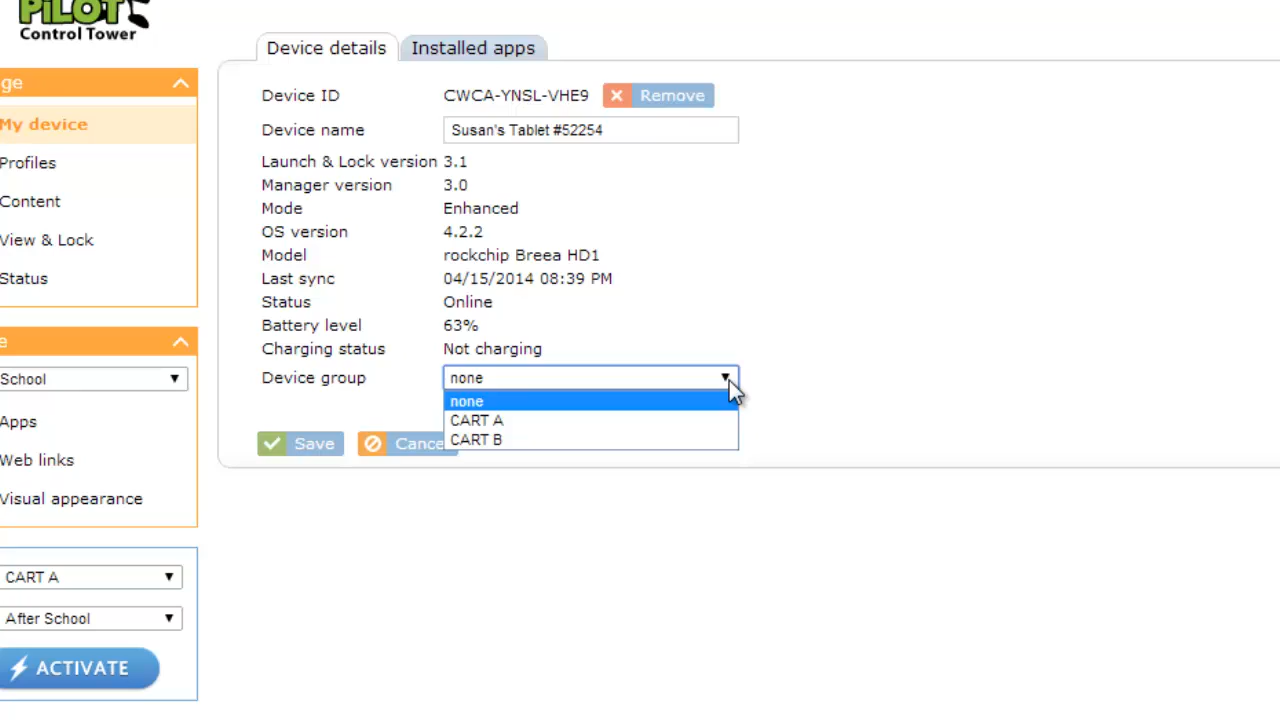 PiLOT
Control Tower
Device details
Installed apps
ge
My device
Profiles
Content
View & Lock
Status
e
School
Apps
Web links
Visual appearance
CART A
After School
ACTIVATE
Device ID CWCA-YNSL-VHE9 Remove
Device name Susan's Tablet #52254
Launch & Lock version 3.1
Manager version 3.0
Mode Enhanced
OS version 4.2.2
Model rockchip Breea HD1
Last sync 04/15/2014 08:39 PM
Status Online
Battery level 63%
Charging status Not charging
Device group none
none
CART A
CART B
Save Cance